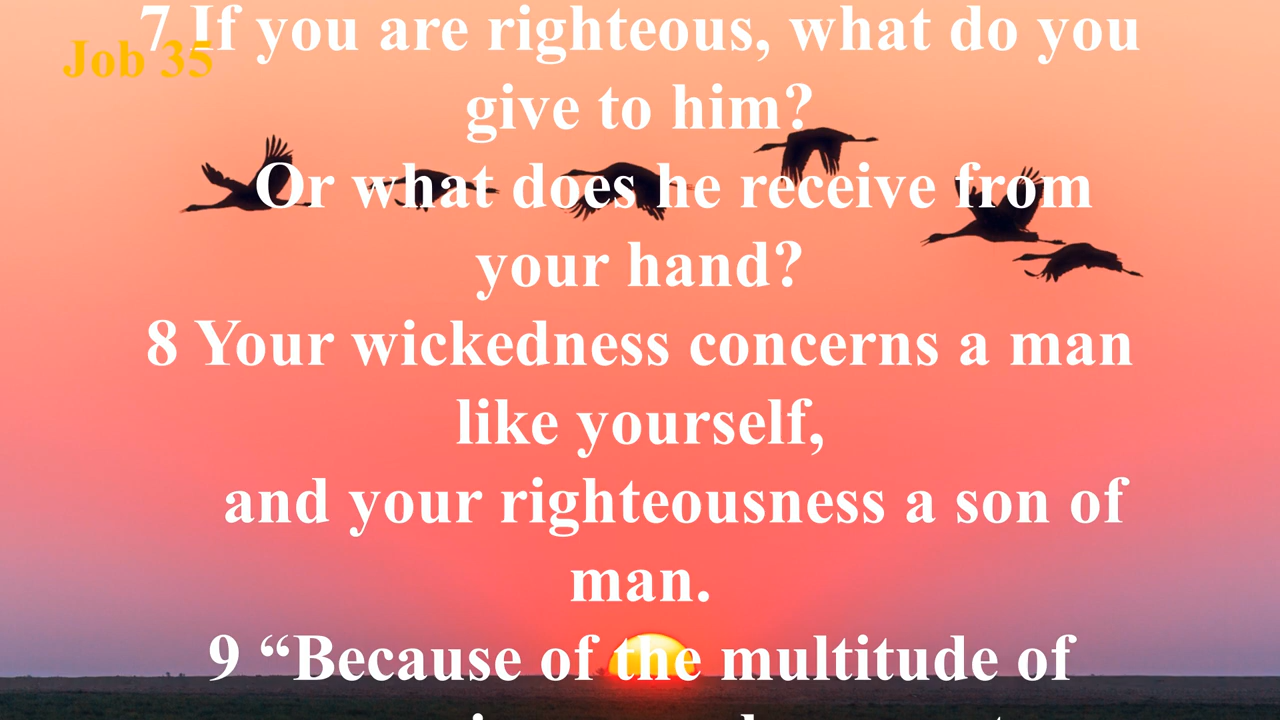 7 If you are righteous, what do you
Job 35
give to him?
Or what does he receive from
your hand?
8 Your wickedness concerns a man
like yourself,
and your righteousness a son of
man.
9 “Because of the multitude of